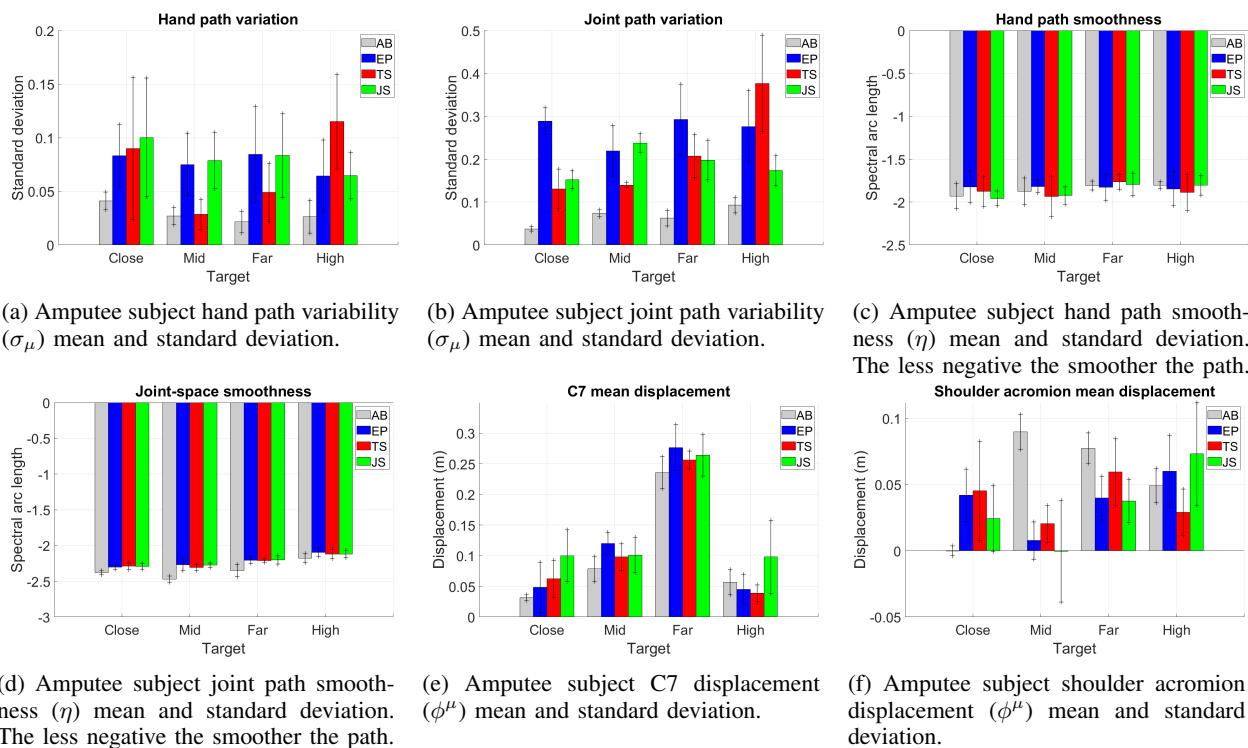 Hand path variation
0.2
0.15
0.1
0.05
0
Standard deviation
AB
EP
TS
JS
Close Mid Far High
Target
(a) Amputee subject hand path variability
(σμ) mean and standard deviation.
Joint path variation
0.5
0.4
0.3
0.2
0.1
0
Standard deviation
AB
EP
TS
JS
Close Mid Far High
Target
(b) Amputee subject joint path variability
(σμ) mean and standard deviation.
Hand path smoothness
0
-0.5
-1
-1.5
-2
-2.5
Spectral arc length
AB
EP
TS
JS
Close Mid Far High
Target
(c) Amputee subject hand path smooth-
ness (η) mean and standard deviation.
The less negative the smoother the path.
Joint-space smoothness
0
-0.5
-1
-1.5
-2
-2.5
-3
Spectral arc length
AB
EP
TS
JS
Close Mid Far High
Target
(d) Amputee subject joint path smooth-
ness (η) mean and standard deviation.
The less negative the smoother the path.
C7 mean displacement
0.3
0.25
0.2
0.15
0.1
0.05
0
Displacement (m)
AB
EP
TS
JS
Close Mid Far High
Target
(e) Amputee subject C7 displacement
(ϕμ) mean and standard deviation.
Shoulder acromion mean displacement
0.1
0.05
0
-0.05
Displacement (m)
AB
EP
TS
JS
Close Mid Far High
Target
(f) Amputee subject shoulder acromion
displacement (ϕμ) mean and standard
deviation.